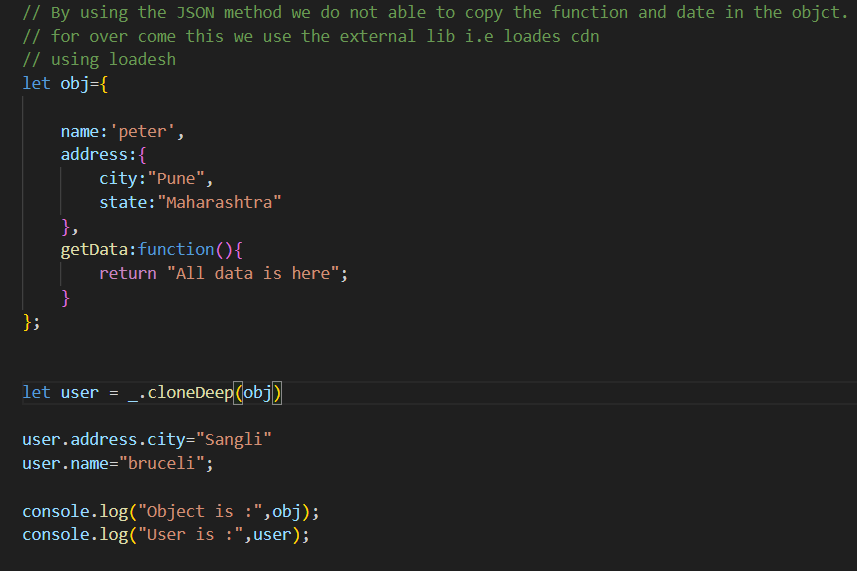 // By using the JSON method we do not able to copy the function and date in the objct.
// for over come this we use the external lib i.e loades cdn
// using loadesh
let obj={
name:'peter',
address:{
city:"Pune",
state:"Maharashtra"
},
getData:function(){
return "All data is here";
}
};
let user = _.cloneDeep(obj)
user.address.city="Sangli"
user.name="bruceli";
console.log("Object is :",obj);
console.log("User is :",user);